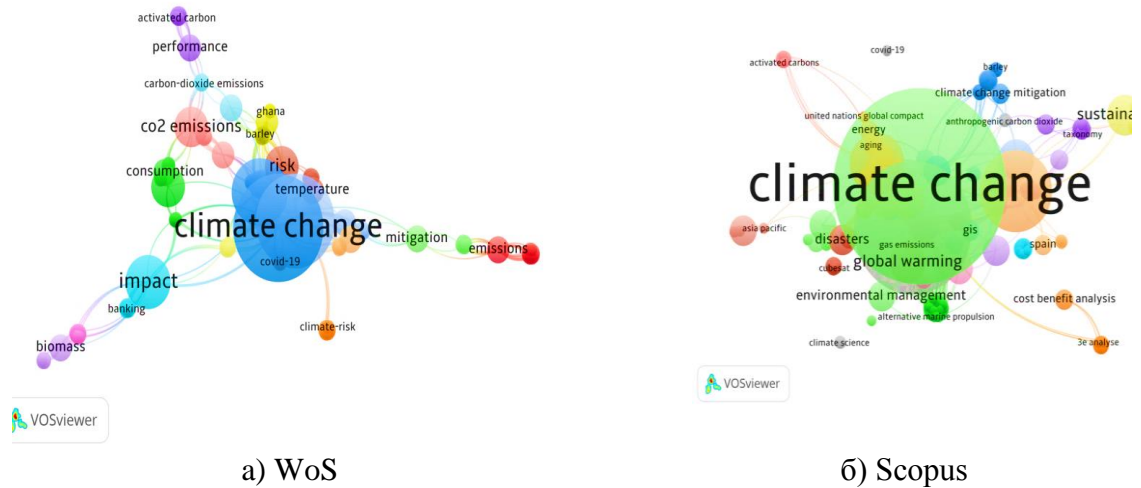 activated carbon
performance
carbon-dioxide emissions
ghana
co2 emissions
barley
risk
consumption
temperature
climate change
mitigation
emissions
covid-19
impact
banking
climate-risk
biomass
VOSviewer
а) WoS
covid-19
activated carbons
barley
climate change mitigation
united nations global compact
anthropogenic carbon dioxide
sustaina
energy
taxonomy
aging
climate change
asia pacific
disasters
gas emissions
gis
spain
cubesat
global warming
environmental management
cost benefit analysis
alternative marine propulsion
climate science
3e analyse
VOSviewer
б) Scopus